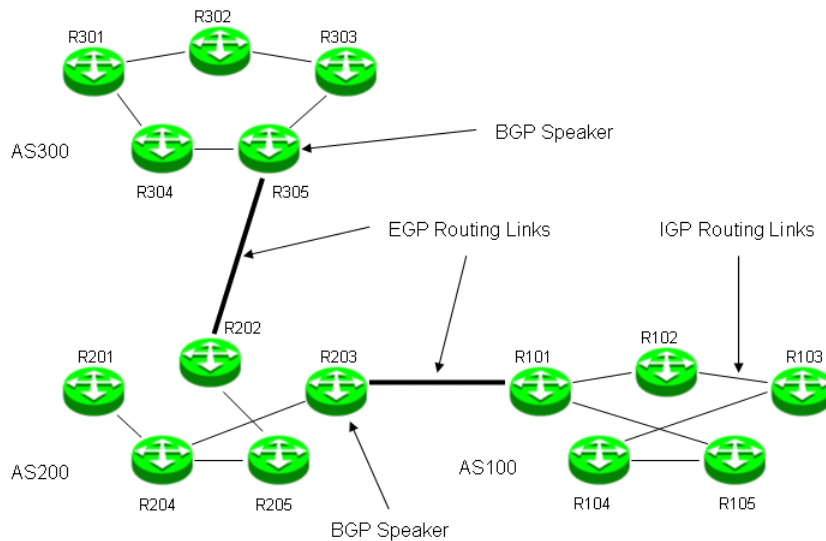 R302
R301
R303
BGP Speaker
AS300
R304
R305
EGP Routing Links
IGP Routing Links
R202
R102
R201
R203
R101
R103
AS200
AS100
R204
R205
R104
R105
BGP Speaker